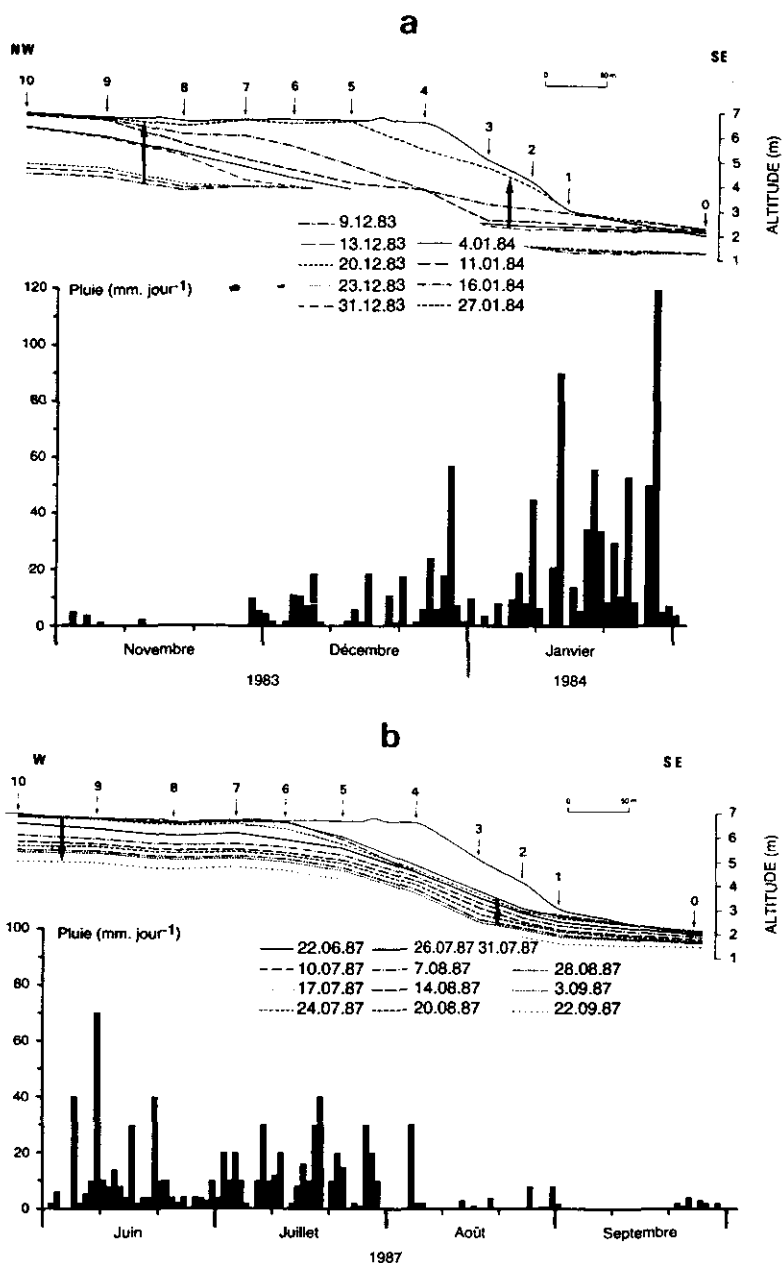 a
NW SE
10 9 8 7 6 5 4 3 2 1 0
0
7
6
5
4
3
2
1
ALTITUDE (m)
9.12.83
13.12.83 4.01.84
20.12.83 11.01.84
23.12.83 16.01.84
31.12.83 27.01.84
Pluie (mm. jour-1)
120
100
80
60
40
20
0
Novembre Décembre Janvier
1983 1984
b
W SE
10 9 8 7 6 5 4 3 2 1 0
0 50 m
7
6
5
4
3
2
1
ALTITUDE (m)
22.06.87 26.07.87 31.07.87
10.07.87 7.08.87 28.08.87
17.07.87 14.08.87 3.09.87
24.07.87 20.08.87 22.09.87
Pluie (mm. jour-1)
100
80
60
40
20
0
Juin Juillet Août Septembre
1987